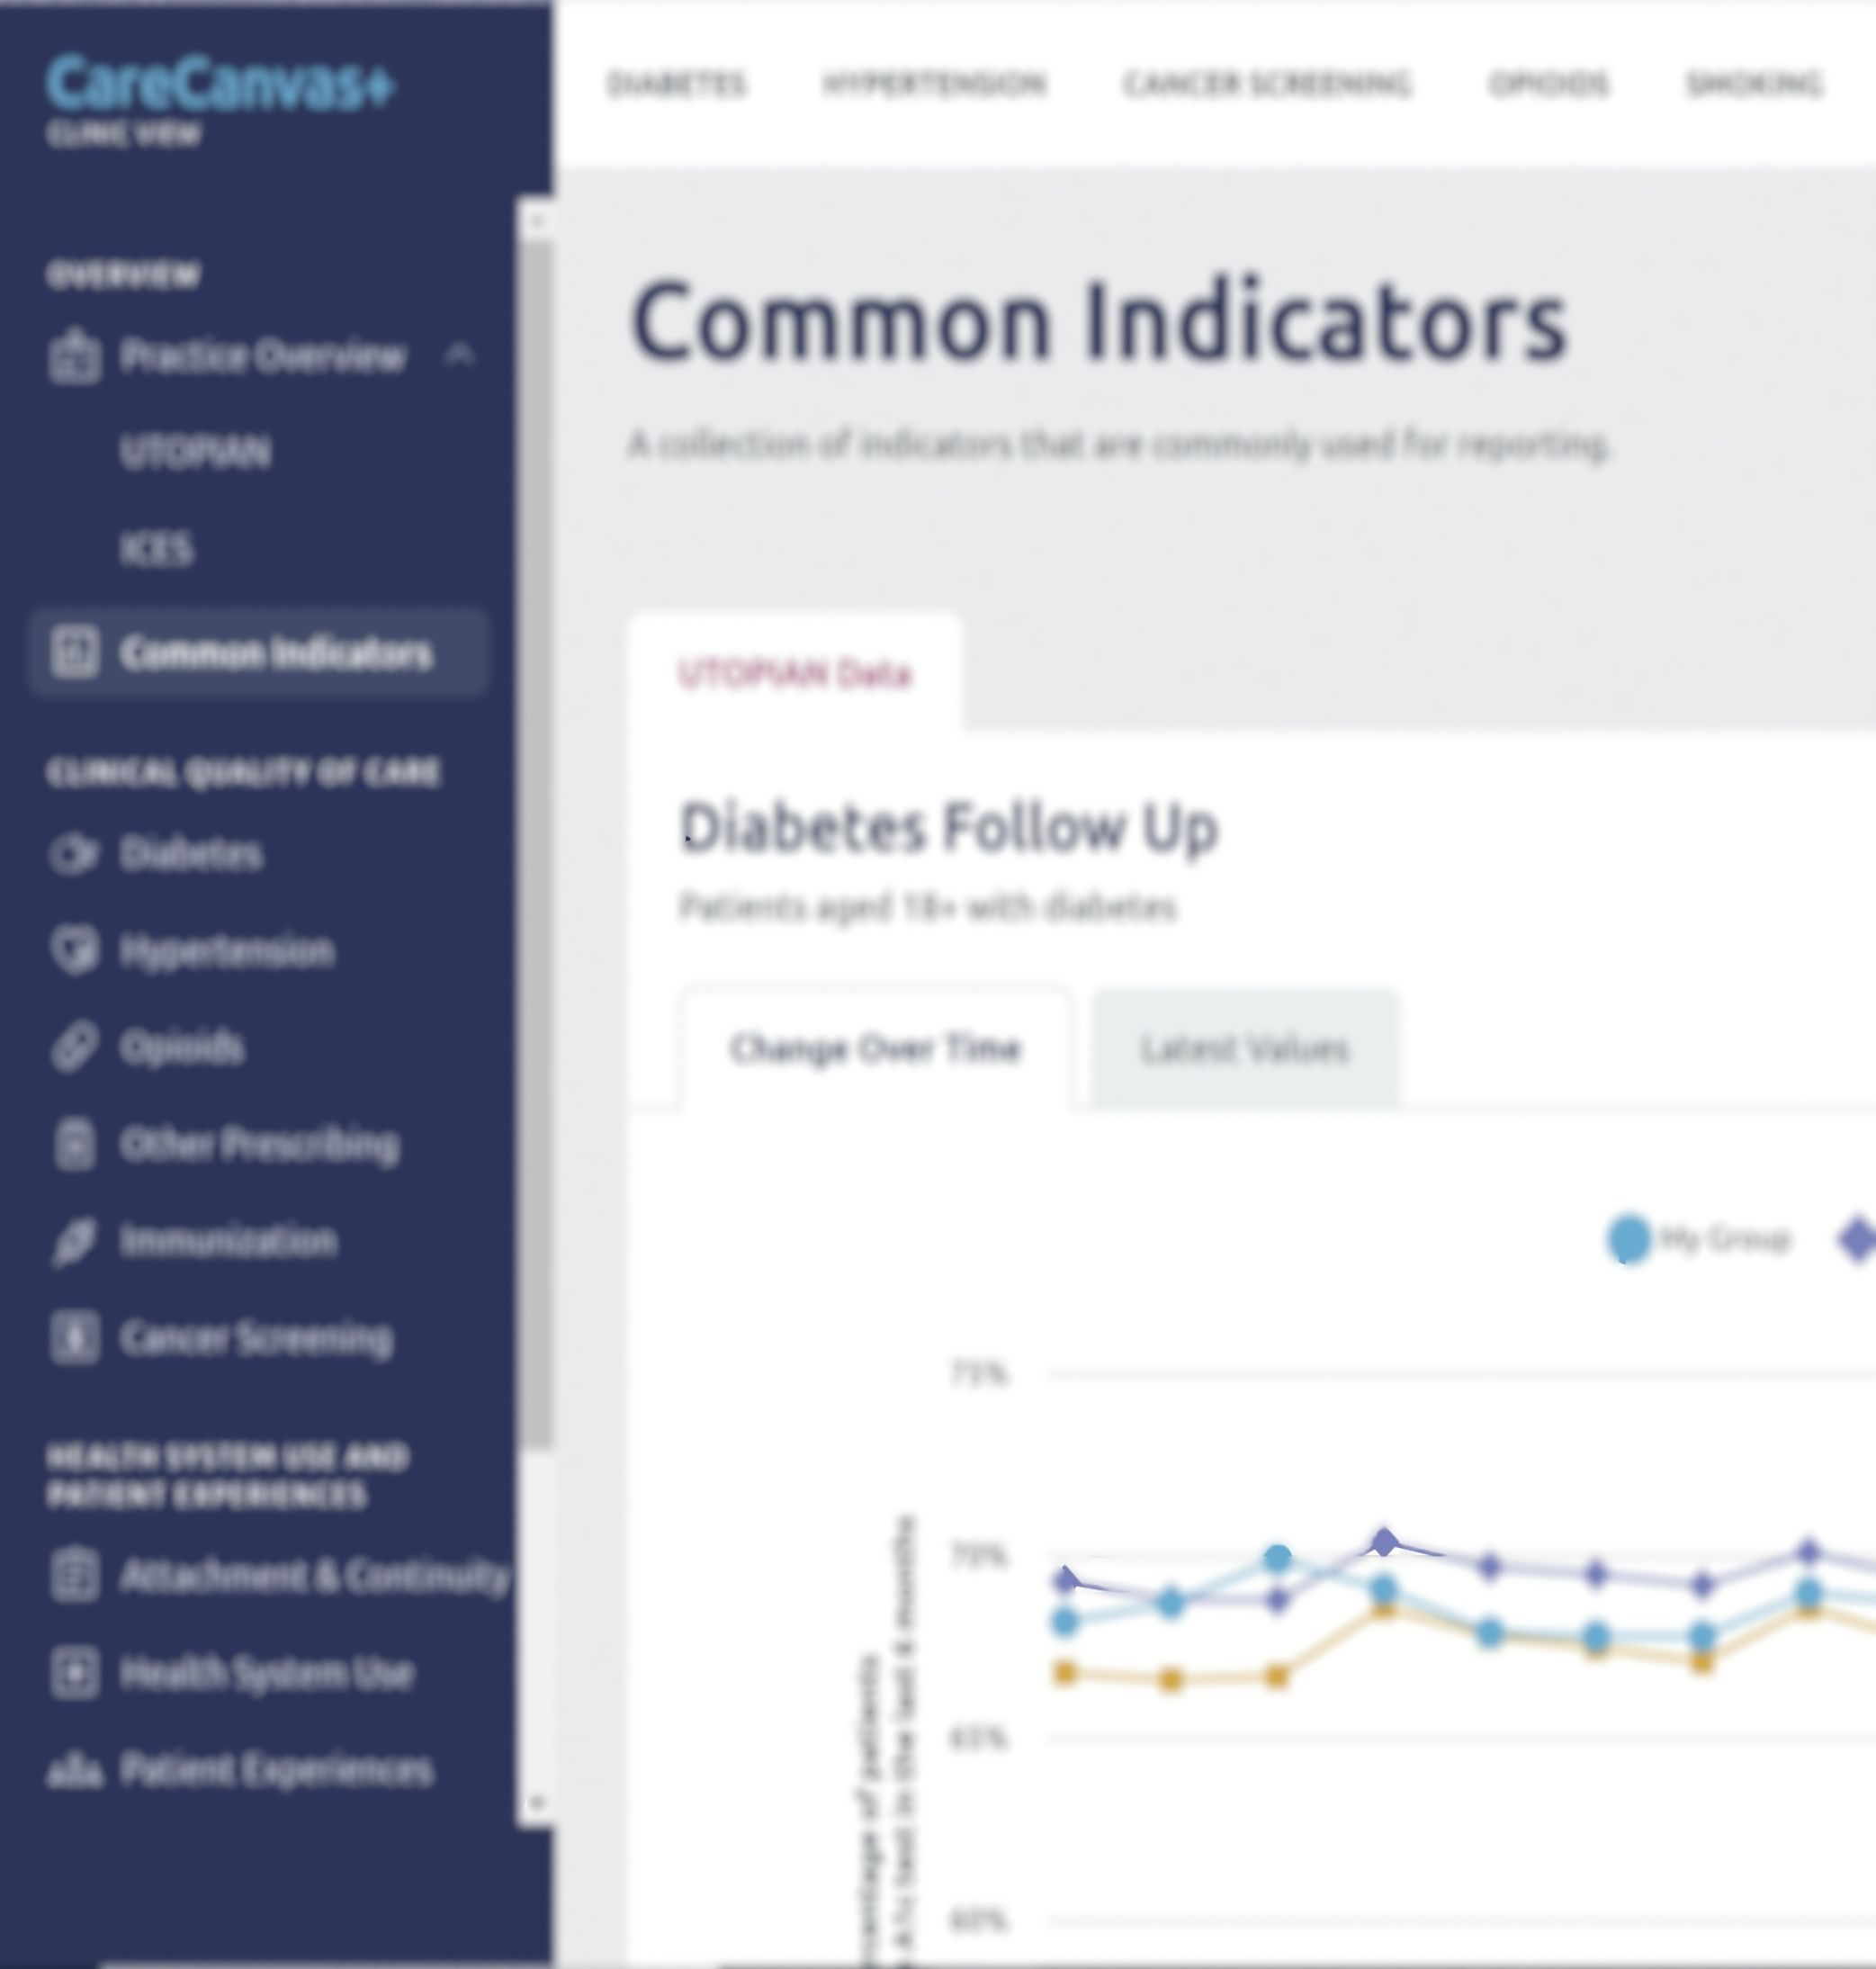 CareCanvas+
CLINIC VIEW
OVERVIEW
Practice Overview
UTOPIAN
ICES
Common Indicators
CLINICAL QUALITY OF CARE
Diabetes
Hypertension
Opioids
Other Prescribing
Immunization
Cancer Screening
HEALTH SYSTEM USE AND
PATIENT EXPERIENCES
Attachment & Continuity
Health System Use
Patient Experiences
DIABETES HYPERTENSION CANCER SCREENING OPIOIDS SMOKING
Common Indicators
A collection of indicators that are commonly used for reporting.
UTOPIAN Data
Diabetes Follow Up
Patients aged 18+ with diabetes
Change Over Time Latest Values
My Group
75%
70%
65%
60%
of patients
A1c test in the last 6 months